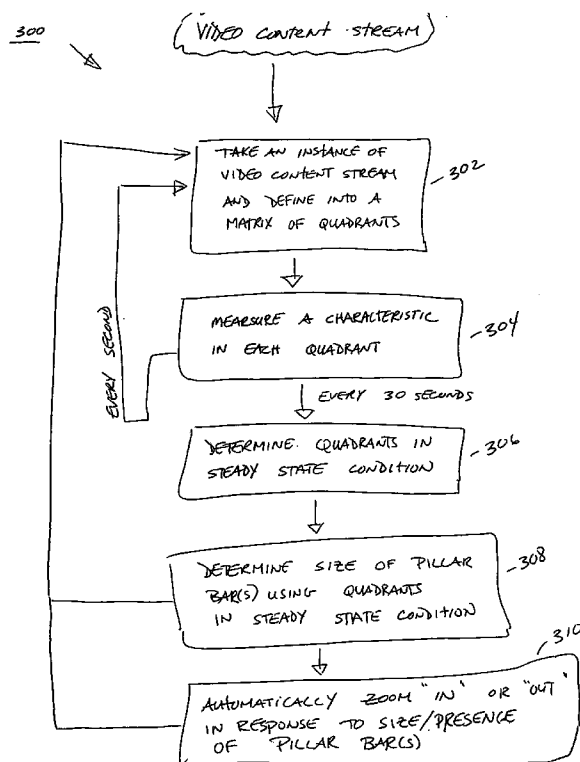 300
VIDEO CONTENT STREAM
TAKE AN INSTANCE OF
VIDEO CONTENT STREAM
AND DEFINE INTO A
MATRIX OF QUADRANTS
302
MEARSURE A CHARACTERISTIC
IN EACH QUADRANT
304
EVERY SECOND
EVERY 30 SECONDS
DETERMINE QUADRANTS IN
STEADY STATE CONDITION
306
DETERMINE SIZE OF PILLAR
BAR(S) USING QUADRANTS
IN STEADY STATE CONDITION
308
310
AUTOMATICALLY ZOOM "IN" OR "OUT"
IN RESPONSE TO SIZE/PRESENCE
OF PILLAR BAR(S)